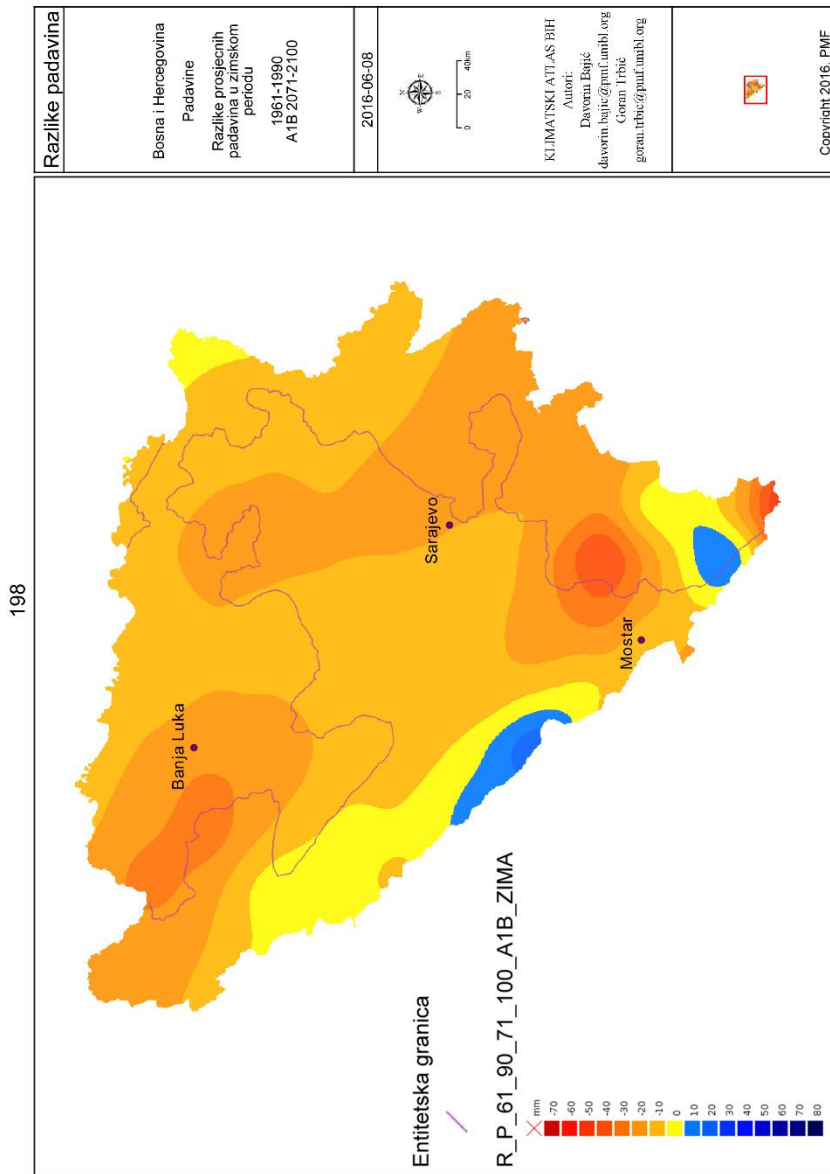 198
Razlike padavina
Bosna i Hercegovina
Padavine
Razlike prosjecnih
padavina u zimskom
periodu
1961-1990
A1B 2071-2100
2016-06-08
N
W
E
S
0 20 40km
KLIMATSKI ATLAS BIH
Autori:
Davorin Bajić
davorin.bajic@pmf.unibl.org
Goran Trbić
goran.trbic@pmf.unibl.org
Copyright 2016. PMF
Banja Luka
Sarajevo
Mostar
Entitetska granica
R_P_61_90_71_100_A1B_ZIMA
mm
-70
-60
-50
-40
-30
-20
-10
0
10
20
30
40
50
60
70
80